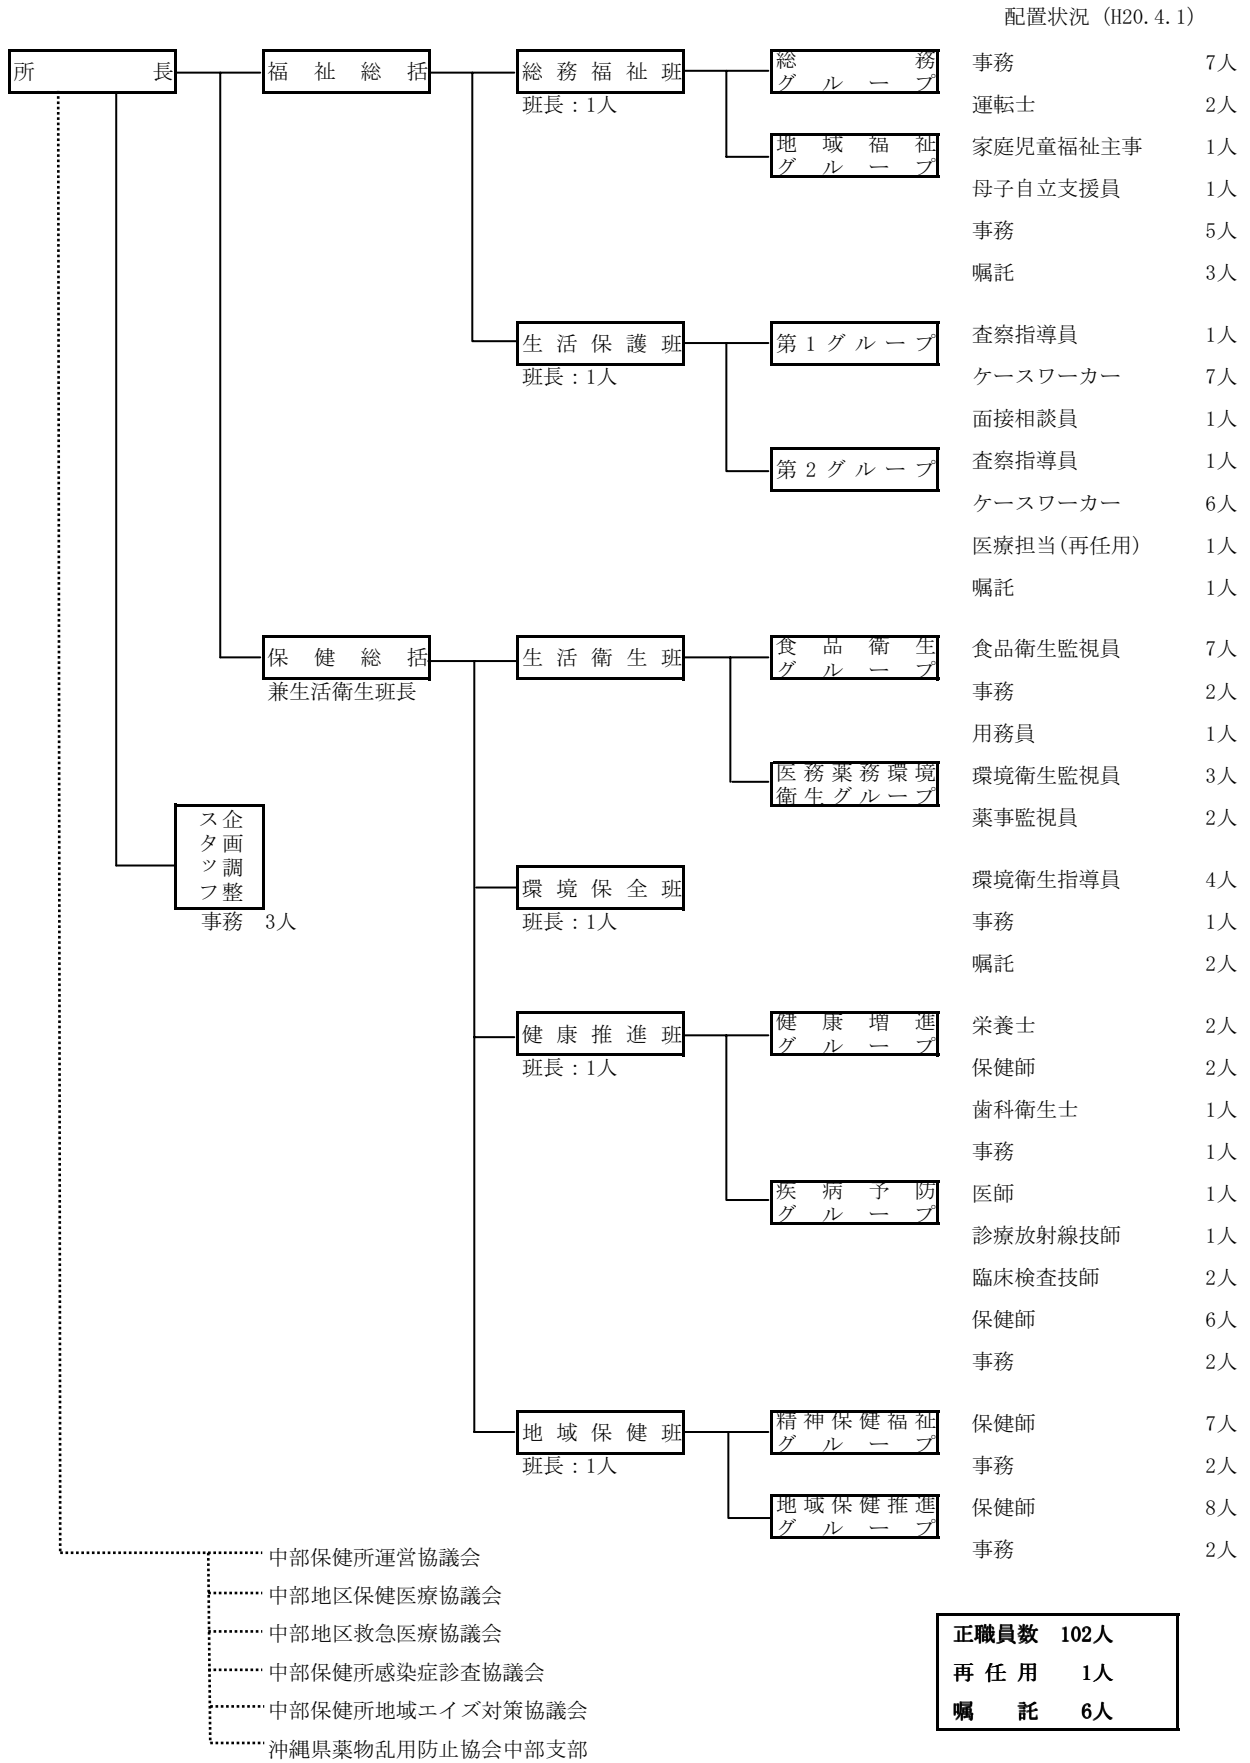 配置状況 (H20.4.1)
所長
福祉総括
総務福祉班
班長：1人
総務
グループ
事務 7人
運転士 2人
地域福祉
グループ
家庭児童福祉主事 1人
母子自立支援員 1人
事務 5人
嘱託 3人
生活保護班
班長：1人
第1グループ
査察指導員 1人
ケースワーカー 7人
面接相談員 1人
第2グループ
査察指導員 1人
ケースワーカー 6人
医療担当(再任用) 1人
嘱託 1人
保健総括
兼生活衛生班長
生活衛生班
食品衛生
グループ
食品衛生監視員 7人
事務 2人
用務員 1人
医務薬務環境
衛生グループ
環境衛生監視員 3人
薬事監視員 2人
企画調整
スタッフ
事務 3人
環境保全班
班長：1人
環境衛生指導員 4人
事務 1人
嘱託 2人
健康推進班
班長：1人
健康増進
グループ
栄養士 2人
保健師 2人
歯科衛生士 1人
事務 1人
疾病予防
グループ
医師 1人
診療放射線技師 1人
臨床検査技師 2人
保健師 6人
事務 2人
地域保健班
班長：1人
精神保健福祉
グループ
保健師 7人
事務 2人
地域保健推進
グループ
保健師 8人
事務 2人
中部保健所運営協議会
中部地区保健医療協議会
中部地区救急医療協議会
中部保健所感染症診査協議会
中部保健所地域エイズ対策協議会
沖縄県薬物乱用防止協会中部支部
正職員数 102人
再任用 1人
嘱託 6人